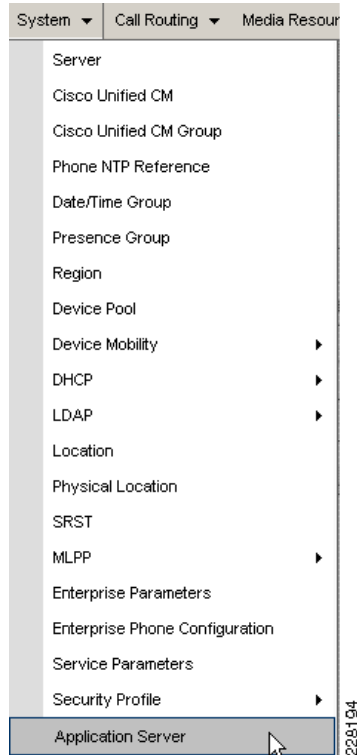 System Call Routing Media Resour
Server
Cisco Unified CM
Cisco Unified CM Group
Phone NTP Reference
Date/Time Group
Presence Group
Region
Device Pool
Device Mobility
DHCP
LDAP
Location
Physical Location
SRST
MLPP
Enterprise Parameters
Enterprise Phone Configuration
Service Parameters
Security Profile
Application Server
228194